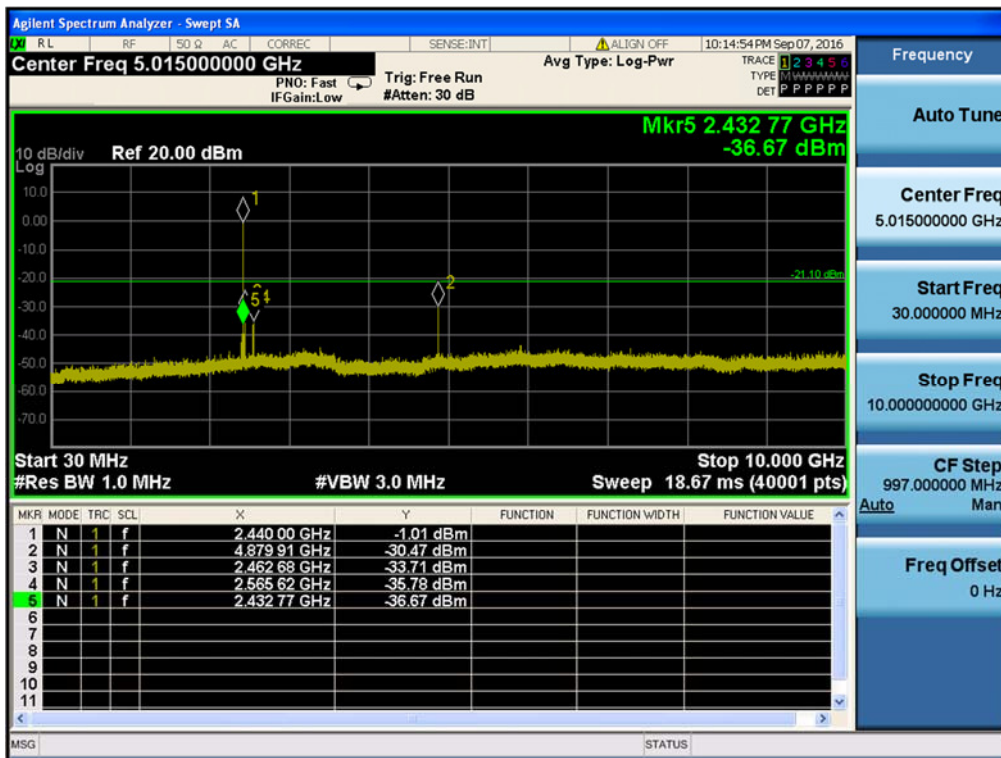 Agilent Spectrum Analyzer - Swept SA
LXI RL RF 50 Ω AC CORREC SENSE:INT ALIGN OFF 10:14:54 PM Sep 07, 2016
Center Freq 5.015000000 GHz
PNO: Fast
IFGain:Low
Trig: Free Run
#Atten: 30 dB
Avg Type: Log-Pwr
TRACE 1 2 3 4 5 6
TYPE M
DET P P P P P P
Mkr5 2.432 77 GHz
-36.67 dBm
10 dB/div Ref 20.00 dBm
Log
10.0
0.00
-10.0
-20.0
-30.0
-40.0
-50.0
-60.0
-70.0
1
2
5 4
-21.10 dBm
Start 30 MHz Stop 10.000 GHz
#Res BW 1.0 MHz #VBW 3.0 MHz Sweep 18.67 ms (40001 pts)
MKR MODE TRC SCL X Y FUNCTION FUNCTION WIDTH FUNCTION VALUE
1 N 1 f 2.440 00 GHz -1.01 dBm
2 N 1 f 4.879 91 GHz -30.47 dBm
3 N 1 f 2.462 68 GHz -33.71 dBm
4 N 1 f 2.565 62 GHz -35.78 dBm
5 N 1 f 2.432 77 GHz -36.67 dBm
6
7
8
9
10
11
MSG STATUS
Frequency
Auto Tune
Center Freq
5.015000000 GHz
Start Freq
30.000000 MHz
Stop Freq
10.000000000 GHz
CF Step
997.000000 MHz
Auto Man
Freq Offset
0 Hz